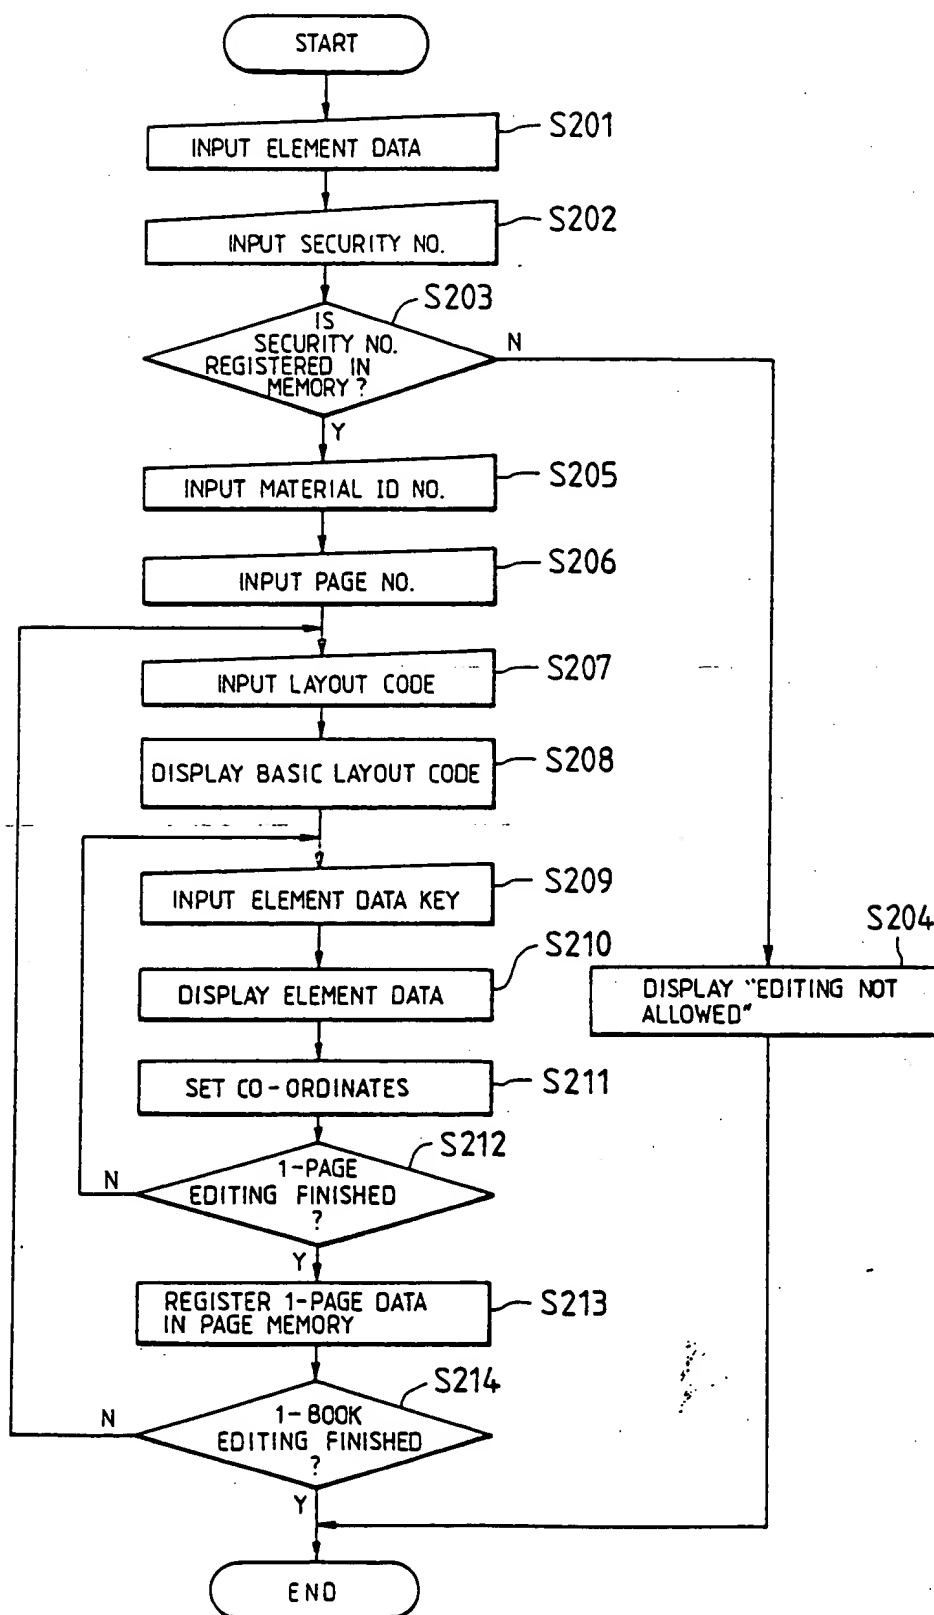 START
INPUT ELEMENT DATA
S201
INPUT SECURITY NO.
S202
S203
IS
SECURITY NO.
REGISTERED IN
MEMORY?
N
Y
INPUT MATERIAL ID NO.
S205
INPUT PAGE NO.
S206
INPUT LAYOUT CODE
S207
DISPLAY BASIC LAYOUT CODE
S208
INPUT ELEMENT DATA KEY
S209
S204
DISPLAY "EDITING NOT
ALLOWED"
S210
DISPLAY ELEMENT DATA
SET CO-ORDINATES
S211
S212
1-PAGE
EDITING FINISHED
?
N
Y
REGISTER 1-PAGE DATA
IN PAGE MEMORY
S213
S214
1-BOOK
EDITING FINISHED
?
N
Y
END